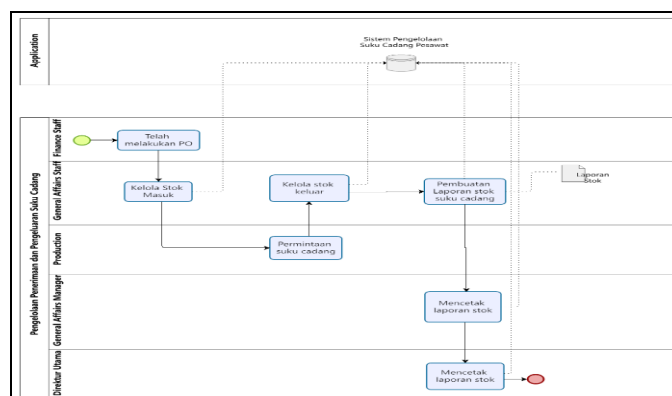 Application
Sistem Pengelolaan
Suku Cadang Pesawat
Pengelolaan Penerimaan dan Pengeluaran Suku Cadang
Finance Staff
Telah
melakukan PO
General Affairs Staff
Kelola Stok
Masuk
Kelola stok
keluar
Pembuatan
Laporan stok
suku cadang
Laporan
Stok
Production
Permintaan
suku cadang
General Affairs Manager
Mencetak
laporan stok
Direktur Utama
Mencetak
laporan stok